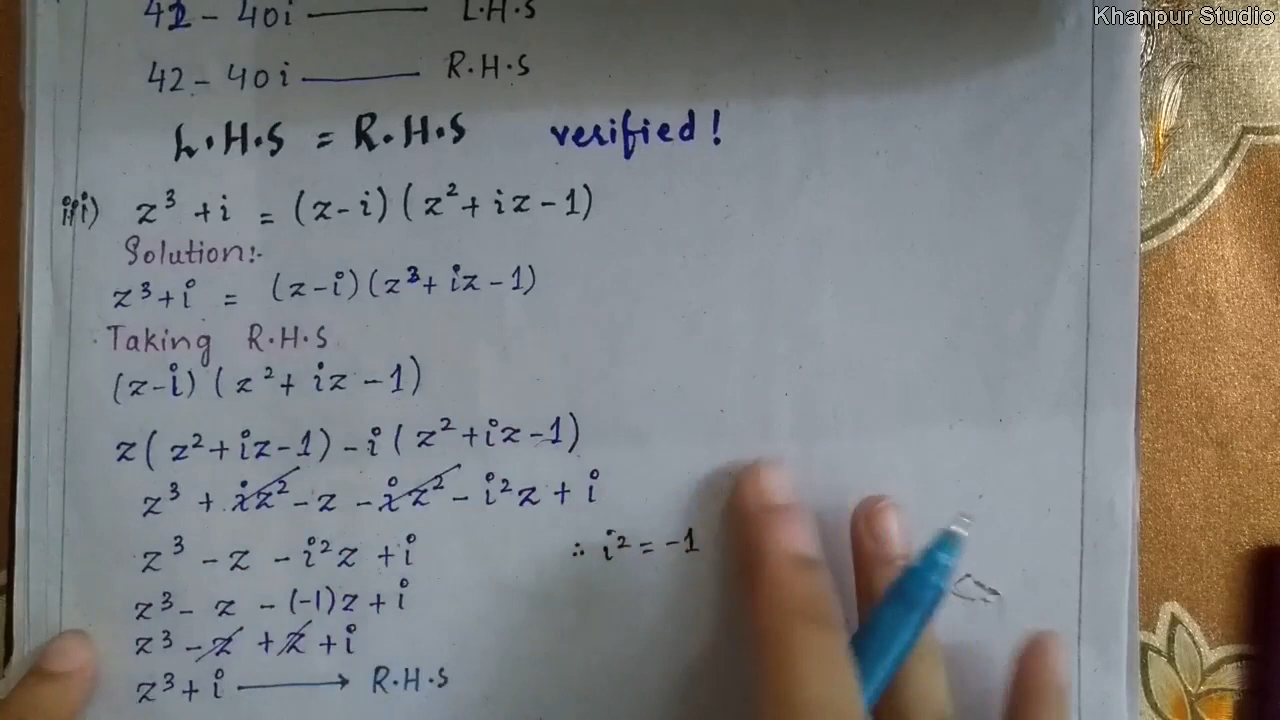 Khanpur Studio
42 - 40i —— L.H.S
42 - 40i —— R.H.S
L.H.S = R.H.S verified!
iii) z³ + i = (z - i) (z² + iz - 1)
Solution:-
z³ + i = (z - i) (z³ + iz - 1)
Taking R.H.S
(z - i) (z² + iz - 1)
z (z² + iz - 1) - i (z² + iz - 1)
z³ + iz² - z - iz² - i²z + i
z³ - z - i²z + i ∴ i² = -1
z³ - z - (-1)z + i
z³ - z + z + i
z³ + i ⟶ R.H.S